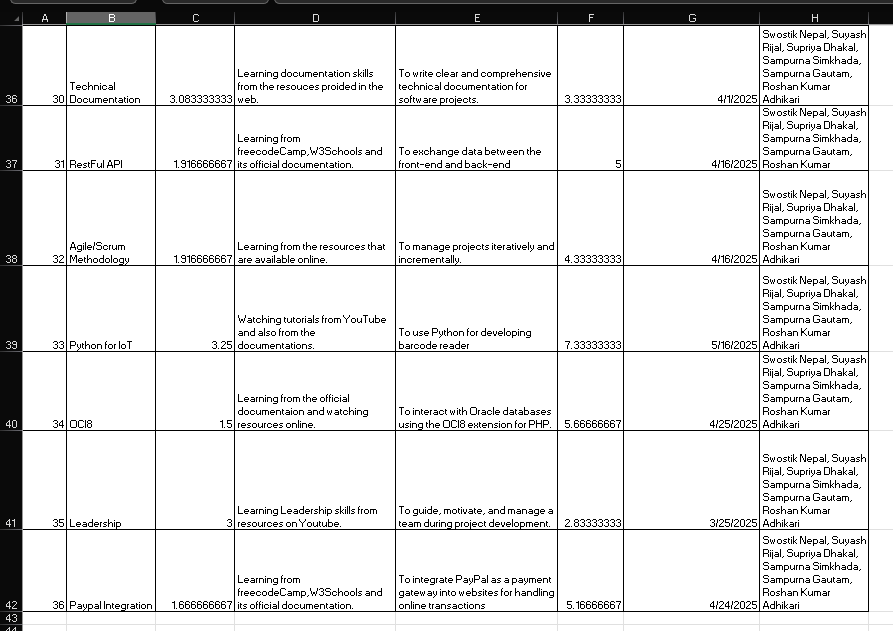 A B C D E F G H
36 30 Technical Documentation 3.083333333 Learning documentation skills from the resouces proided in the web. To write clear and comprehensive technical documentation for software projects. 3.33333333 4/1/2025 Swostik Nepal, Suyash Rijal, Supriya Dhakal, Sampurna Simkhada, Sampurna Gautam, Roshan Kumar Adhikari
37 31 RestFul API 1.916666667 Learning from freecodeCamp,W3Schools and its official documentation. To exchange data between the front-end and back-end 5 4/16/2025 Swostik Nepal, Suyash Rijal, Supriya Dhakal, Sampurna Simkhada, Sampurna Gautam, Roshan Kumar Adhikari
38 32 Agile/Scrum Methodology 1.916666667 Learning from the resources that are available online. To manage projects iteratively and incrementally. 4.33333333 4/16/2025 Swostik Nepal, Suyash Rijal, Supriya Dhakal, Sampurna Simkhada, Sampurna Gautam, Roshan Kumar Adhikari
39 33 Python for IoT 3.25 Watching tutorials from YouTube and also from the documentations. To use Python for developing barcode reader 7.33333333 5/16/2025 Swostik Nepal, Suyash Rijal, Supriya Dhakal, Sampurna Simkhada, Sampurna Gautam, Roshan Kumar Adhikari
40 34 OCI8 1.5 Learning from the official documentaion and watching resources online. To interact with Oracle databases using the OCI8 extension for PHP. 5.66666667 4/25/2025 Swostik Nepal, Suyash Rijal, Supriya Dhakal, Sampurna Simkhada, Sampurna Gautam, Roshan Kumar Adhikari
41 35 Leadership 3 Learning Leadership skills from resources on Youtube. To guide, motivate, and manage a team during project development. 2.83333333 3/25/2025 Swostik Nepal, Suyash Rijal, Supriya Dhakal, Sampurna Simkhada, Sampurna Gautam, Roshan Kumar Adhikari
42 36 Paypal Integration 1.666666667 Learning from freecodeCamp,W3Schools and its official documentation. To integrate PayPal as a payment gateway into websites for handling online transactions 5.16666667 4/24/2025 Swostik Nepal, Suyash Rijal, Supriya Dhakal, Sampurna Simkhada, Sampurna Gautam, Roshan Kumar Adhikari
43